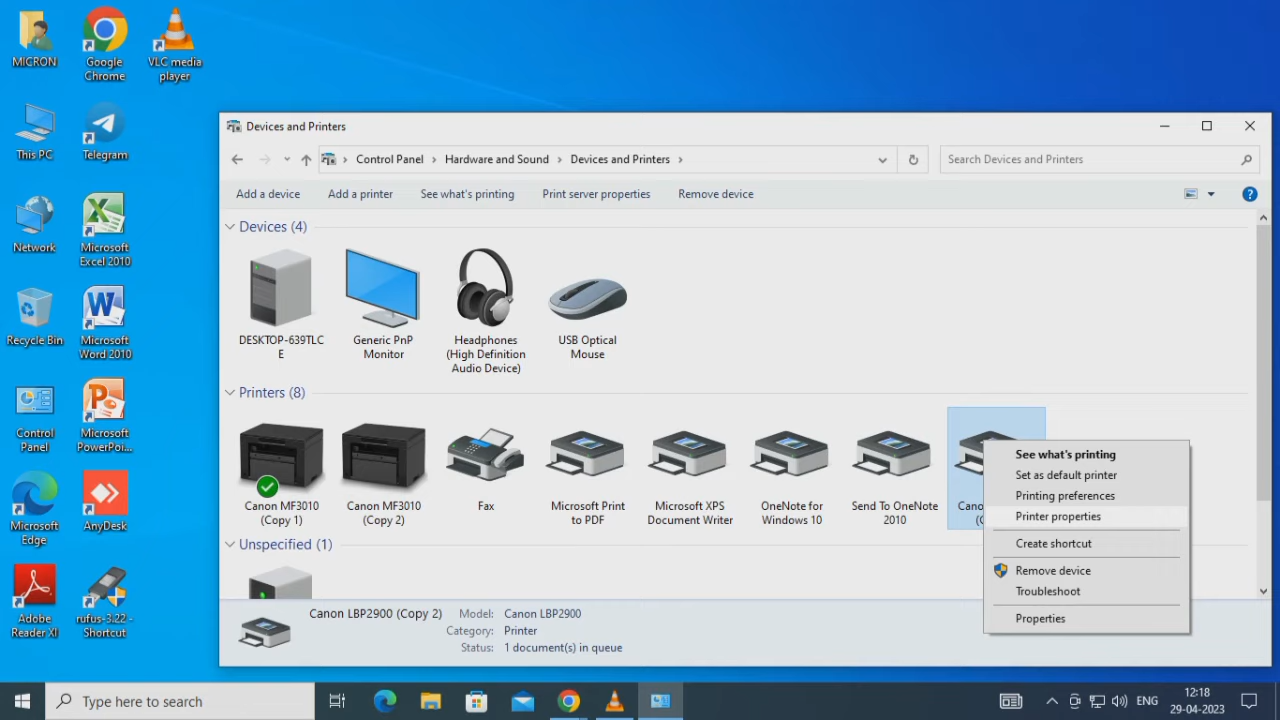 MICRON
Google
Chrome
VLC media
player
This PC
Telegram
Network
Microsoft
Excel 2010
Recycle Bin
Microsoft
Word 2010
Control
Panel
Microsoft
PowerPoi...
Microsoft
Edge
AnyDesk
Adobe
Reader XI
rufus-3.22 -
Shortcut
Devices and Printers
Control Panel > Hardware and Sound > Devices and Printers >
Search Devices and Printers
Add a device
Add a printer
See what's printing
Print server properties
Remove device
Devices (4)
DESKTOP-639TLC
E
Generic PnP
Monitor
Headphones
(High Definition
Audio Device)
USB Optical
Mouse
Printers (8)
Canon MF3010
(Copy 1)
Canon MF3010
(Copy 2)
Fax
Microsoft Print
to PDF
Microsoft XPS
Document Writer
OneNote for
Windows 10
Send To OneNote
2010
See what's printing
Set as default printer
Printing preferences
Printer properties
Create shortcut
Remove device
Troubleshoot
Properties
Unspecified (1)
Canon LBP2900 (Copy 2)
Model: Canon LBP2900
Category: Printer
Status: 1 document(s) in queue
Type here to search
ENG
12:18
29-04-2023